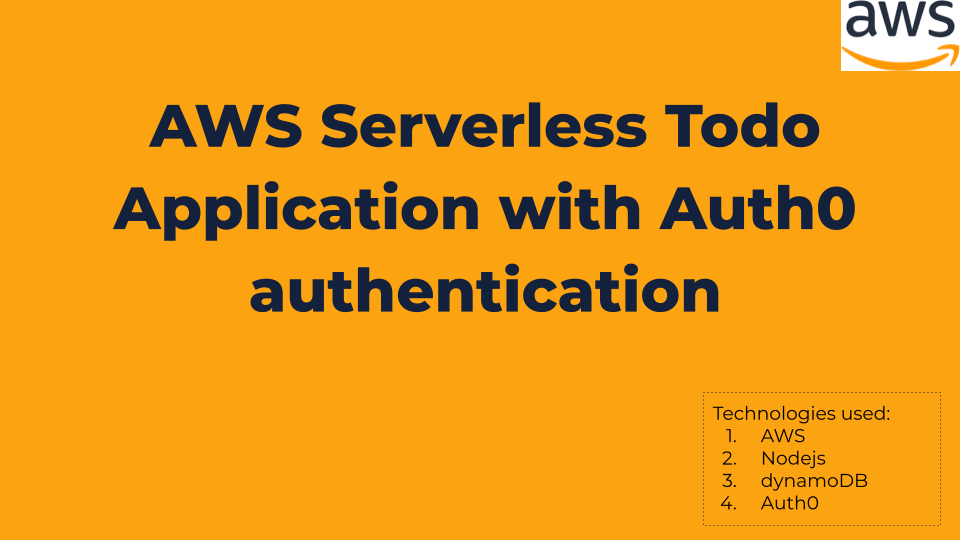 aws
AWS Serverless Todo
Application with Auth0
authentication
Technologies used:
1. AWS
2. Nodejs
3. dynamoDB
4. Auth0